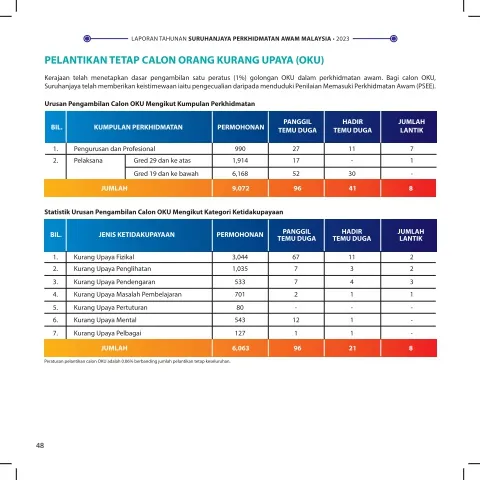 LAPORAN TAHUNAN SURUHANJAYA PERKHIDMATAN AWAM MALAYSIA • 2023
PELANTIKAN TETAP CALON ORANG KURANG UPAYA (OKU)
Kerajaan telah menetapkan dasar pengambilan satu peratus (1%) golongan OKU dalam perkhidmatan awam. Bagi calon OKU,
Suruhanjaya telah memberikan keistimewaan iaitu pengecualian daripada menduduki Penilaian Memasuki Perkhidmatan Awam (PSEE).
Urusan Pengambilan Calon OKU Mengikut Kumpulan Perkhidmatan
BIL. KUMPULAN PERKHIDMATAN PERMOHONAN PANGGIL TEMU DUGA HADIR TEMU DUGA JUMLAH LANTIK
1. Pengurusan dan Profesional 990 27 11 7
2. Pelaksana Gred 29 dan ke atas 1,914 17 - 1
Gred 19 dan ke bawah 6,168 52 30 -
JUMLAH 9,072 96 41 8
Statistik Urusan Pengambilan Calon OKU Mengikut Kategori Ketidakupayaan
BIL. JENIS KETIDAKUPAYAAN PERMOHONAN PANGGIL TEMU DUGA HADIR TEMU DUGA JUMLAH LANTIK
1. Kurang Upaya Fizikal 3,044 67 11 2
2. Kurang Upaya Penglihatan 1,035 7 3 2
3. Kurang Upaya Pendengaran 533 7 4 3
4. Kurang Upaya Masalah Pembelajaran 701 2 1 1
5. Kurang Upaya Pertuturan 80 - - -
6. Kurang Upaya Mental 543 12 1 -
7. Kurang Upaya Pelbagai 127 1 1 -
JUMLAH 6,063 96 21 8
Peratusan pelantikan calon OKU adalah 0.06% berbanding jumlah pelantikan tetap keseluruhan.
48